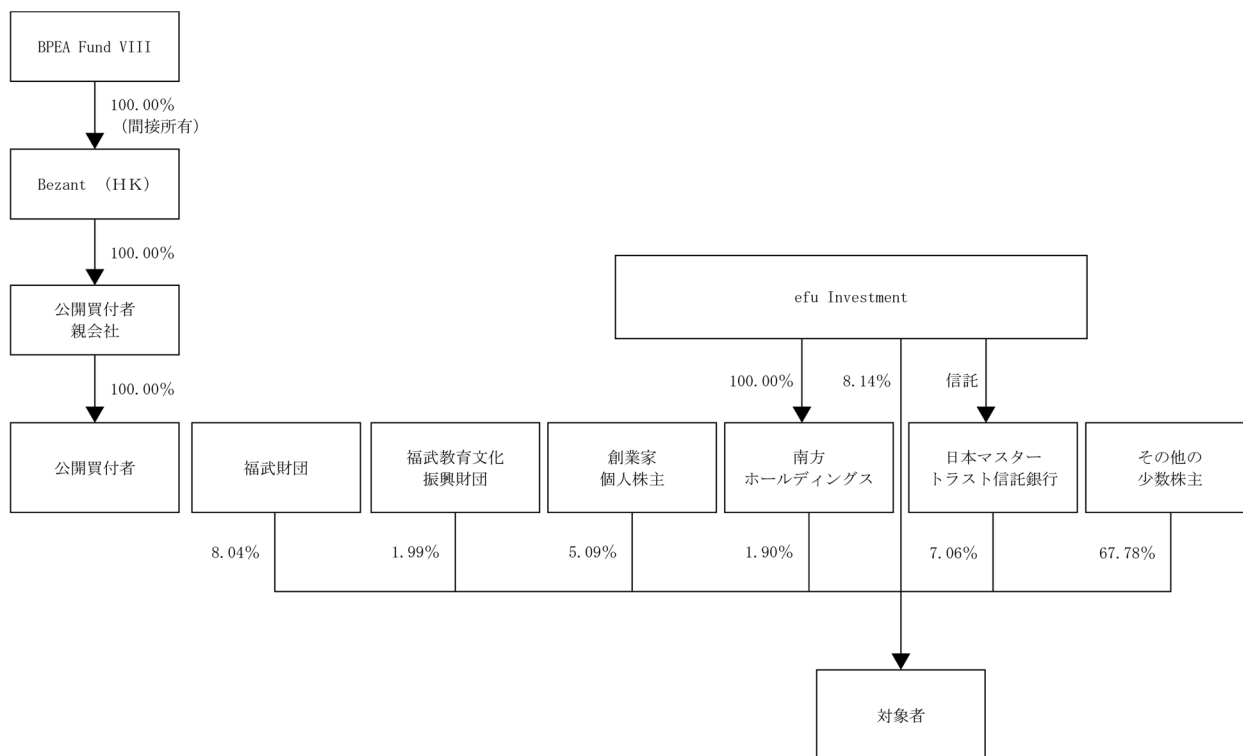 BPEA Fund VIII
100.00%
（間接所有）
Bezant （ＨＫ）
100.00%
公開買付者
親会社
100.00%
公開買付者
efu Investment
100.00%
8.14%
信託
福武財団
福武教育文化
振興財団
創業家
個人株主
南方
ホールディングス
日本マスター
トラスト信託銀行
その他の
少数株主
8.04%
1.99%
5.09%
1.90%
7.06%
67.78%
対象者